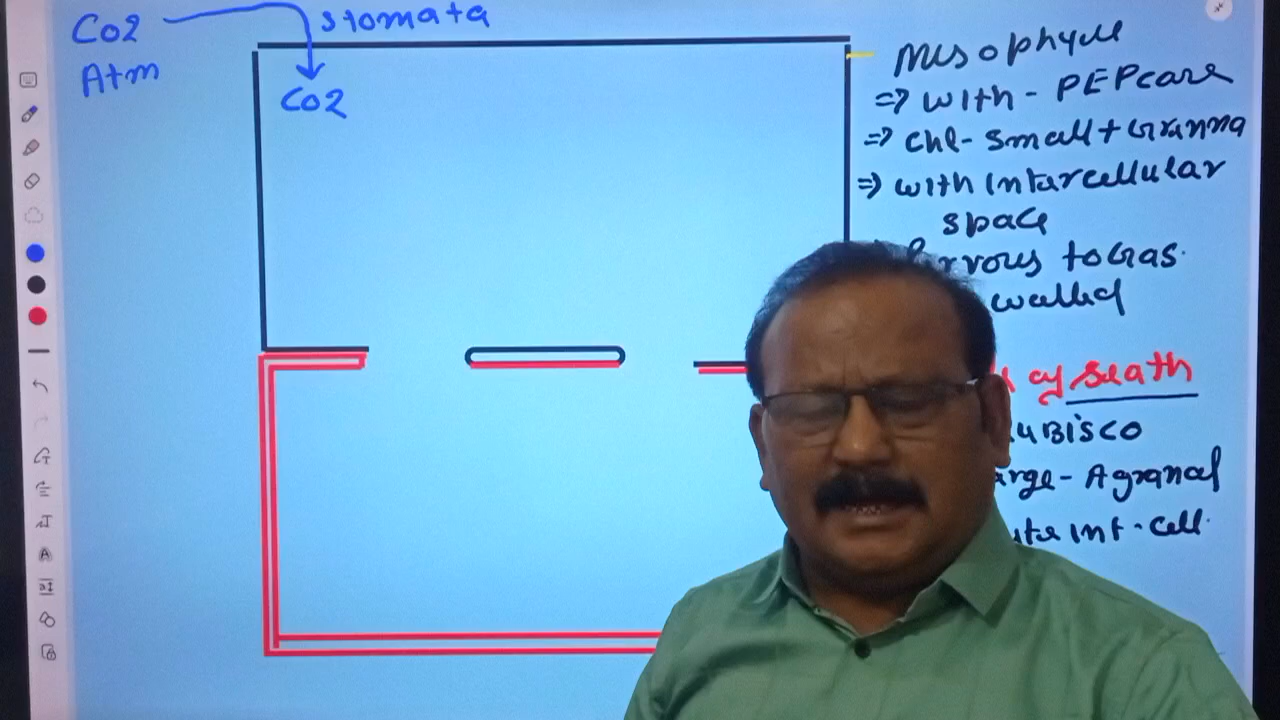 Co2
Atm
stomata
Co2
Mesophyll
=> with - PEPcase
=> chl - small + Granna
=> with Intercellular
space
to Gas.
walled
of seath
UBISCO
arge - Agranal
Int - cell.